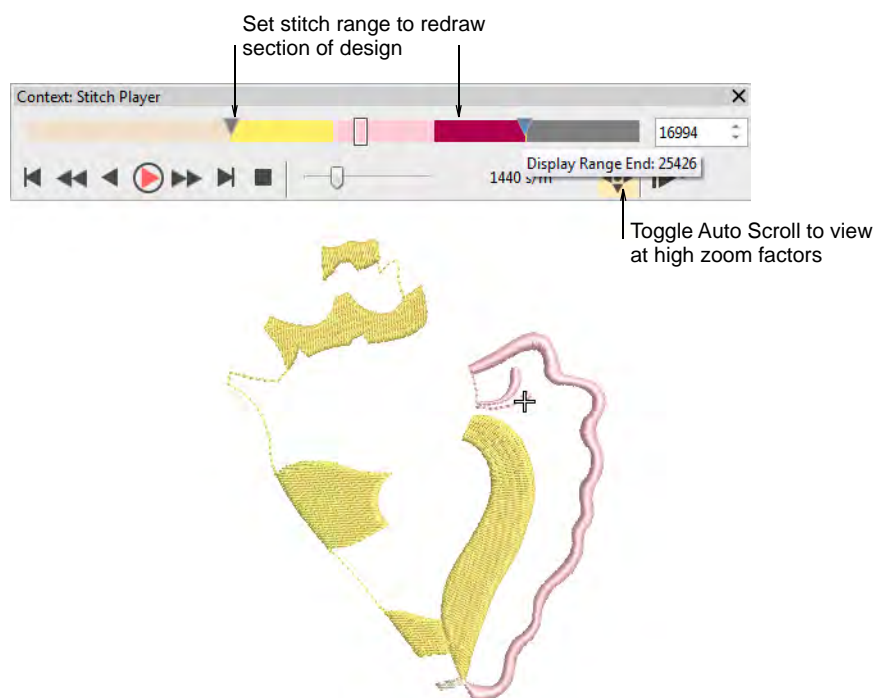 Set stitch range to redraw
section of design
Context: Stitch Player
16994
Display Range End: 25426
1440 s/m
Toggle Auto Scroll to view
at high zoom factors